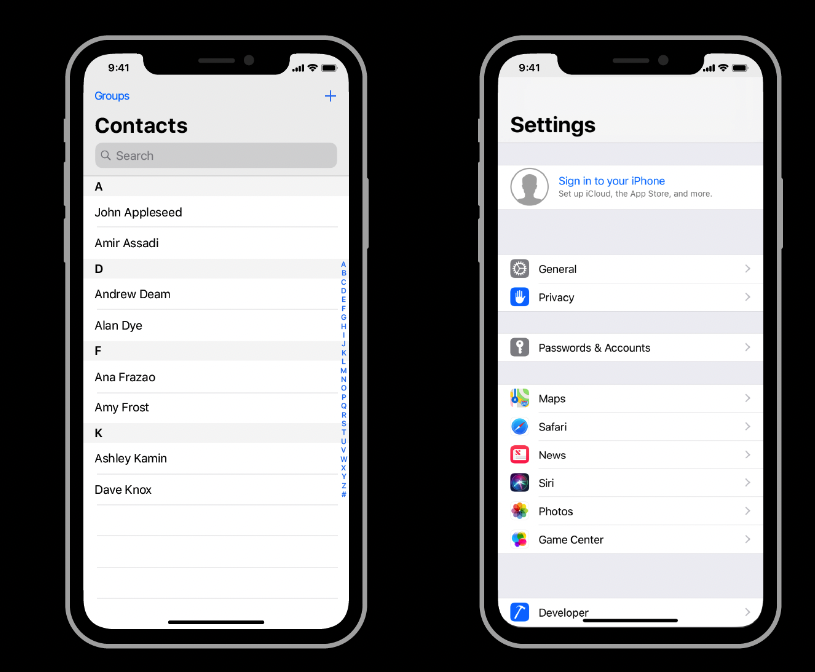 9:41
Groups
+
Contacts
Search
A
John Appleseed
Amir Assadi
D
Andrew Deam
Alan Dye
F
Ana Frazao
Amy Frost
K
Ashley Kamin
Dave Knox
A
B
C
D
E
F
G
H
I
J
K
L
M
N
O
P
Q
R
S
T
U
V
W
X
Y
Z
#
9:41
Settings
Sign in to your iPhone
Set up iCloud, the App Store, and more.
General
Privacy
Passwords & Accounts
Maps
Safari
News
Siri
Photos
Game Center
Developer